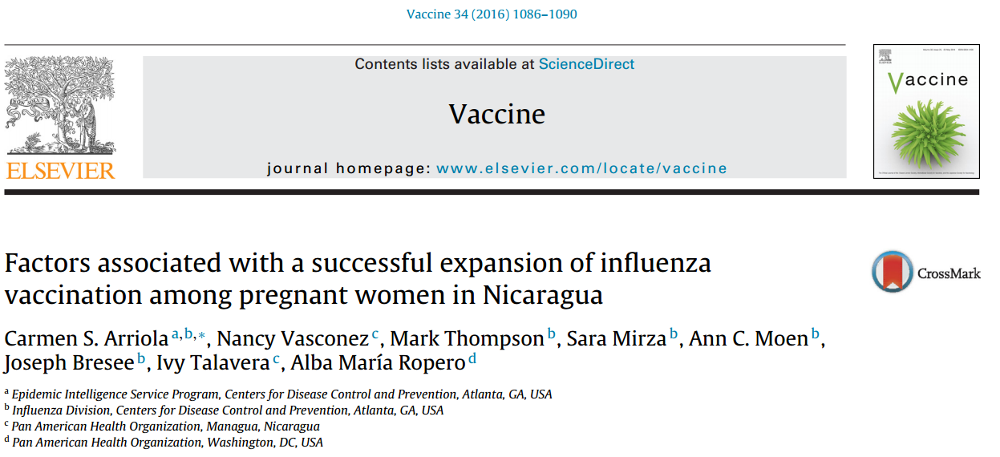 Vaccine 34 (2016) 1086–1090
Contents lists available at ScienceDirect
Vaccine
journal homepage: www.elsevier.com/locate/vaccine
ELSEVIER
ELSEVIER
Vaccine
Factors associated with a successful expansion of influenza
vaccination among pregnant women in Nicaragua
CrossMark
Carmen S. Arriola a,b,*, Nancy Vasconez c, Mark Thompson b, Sara Mirza b, Ann C. Moen b,
Joseph Bresee b, Ivy Talavera c, Alba María Ropero d
a Epidemic Intelligence Service Program, Centers for Disease Control and Prevention, Atlanta, GA, USA
b Influenza Division, Centers for Disease Control and Prevention, Atlanta, GA, USA
c Pan American Health Organization, Managua, Nicaragua
d Pan American Health Organization, Washington, DC, USA